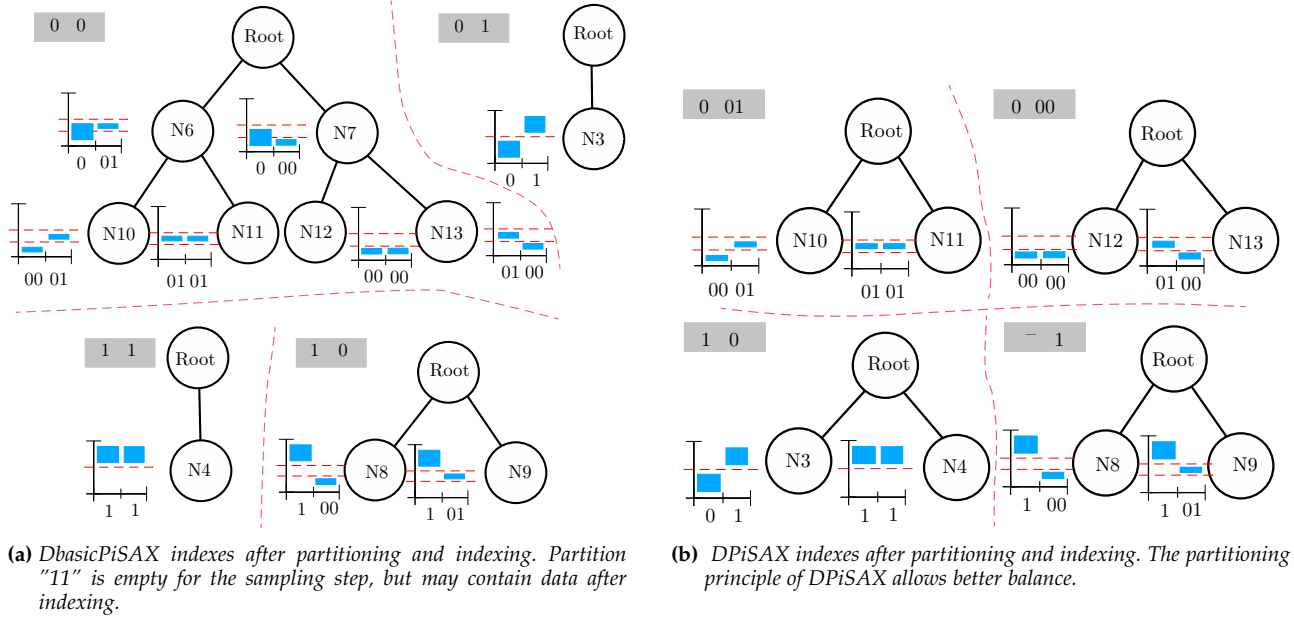 0 0
Root
N6
N7
0 01
0 00
N10
N11
N12
N13
00 01
01 01
00 00
01 00
0 1
Root
N3
0 1
1 1
Root
N4
1 1
1 0
Root
N8
N9
1 00
1 01
(a) DbasicPiSAX indexes after partitioning and indexing. Partition
"11" is empty for the sampling step, but may contain data after
indexing.
0 01
Root
N10
N11
00 01
01 01
0 00
Root
N12
N13
00 00
01 00
1 0
Root
N3
N4
0 1
1 1
– 1
Root
N8
N9
1 00
1 01
(b) DPiSAX indexes after partitioning and indexing. The partitioning
principle of DPiSAX allows better balance.